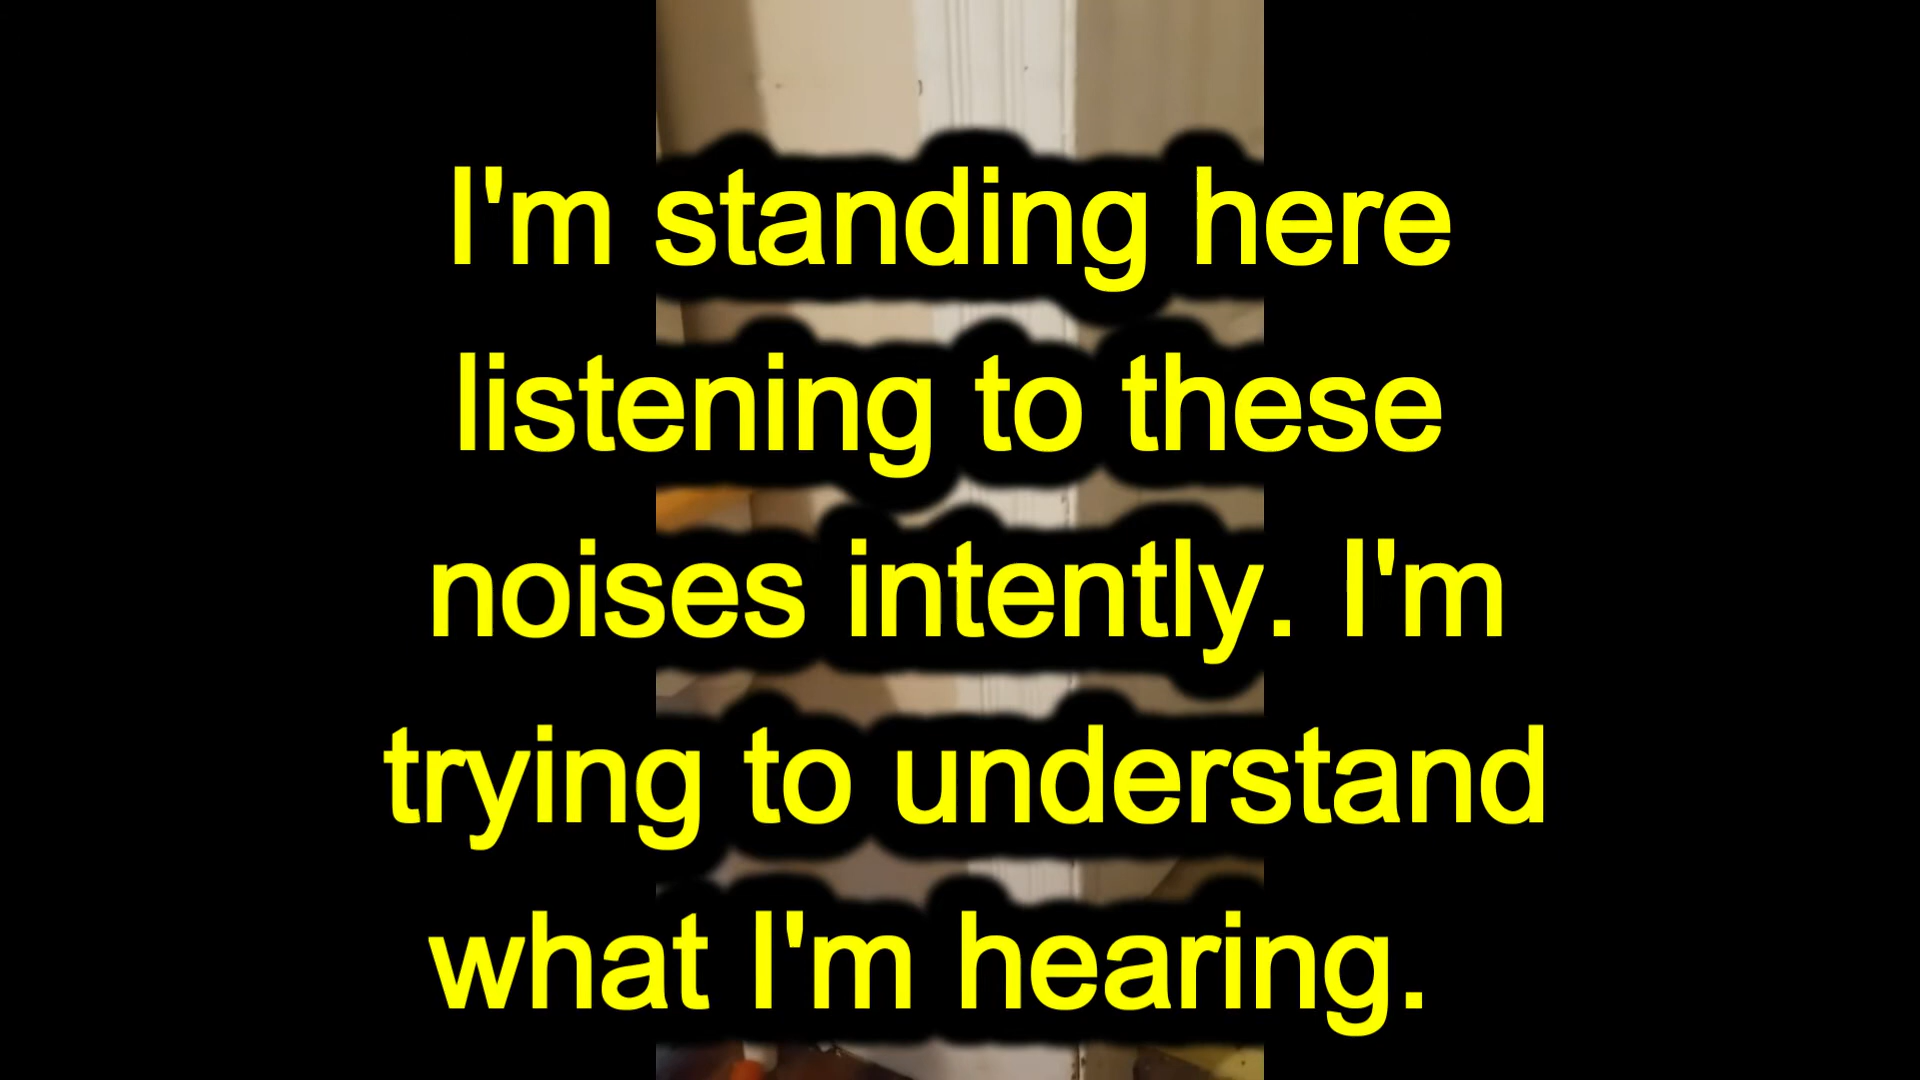 I'm standing here
listening to these
noises intently. I'm
trying to understand
what I'm hearing.